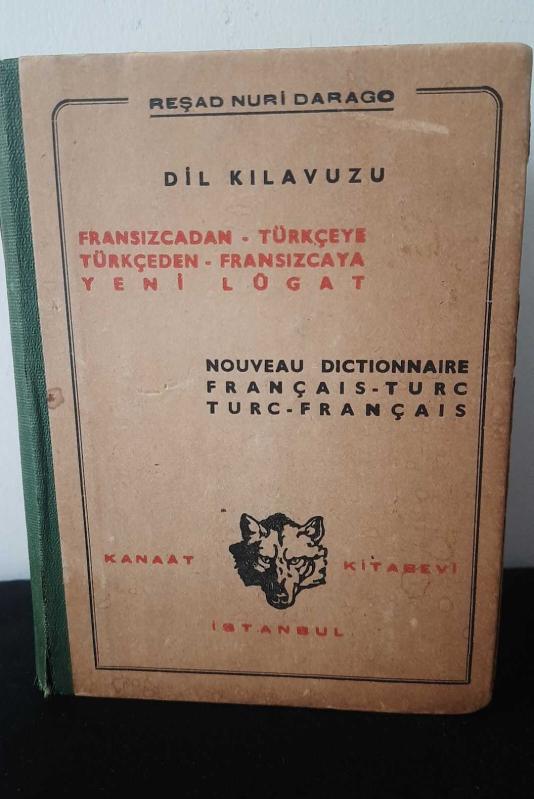 REŞAD NURİ DARAGO
DİL KILAVUZU
FRANSIZCADAN - TÜRKÇEYE
TÜRKÇEDEN - FRANSIZCAYA
YENİ LÛGAT
NOUVEAU DICTIONNAIRE
FRANÇAIS-TURC
TURC-FRANÇAIS
KANAÀT KİTABEVİ
İSTANBUL